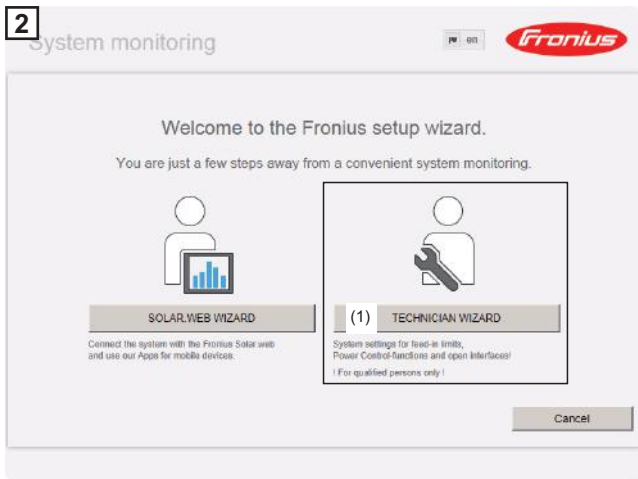 2
System monitoring
en
Fronius
Welcome to the Fronius setup wizard.
You are just a few steps away from a convenient system monitoring.
SOLAR.WEB WIZARD
(1) TECHNICIAN WIZARD
Connect the system with the Fronius Solar.web
and use our Apps for mobile devices.
System settings for feed-in limits,
Power Control-functions and open interfaces!
! For qualified persons only !
Cancel